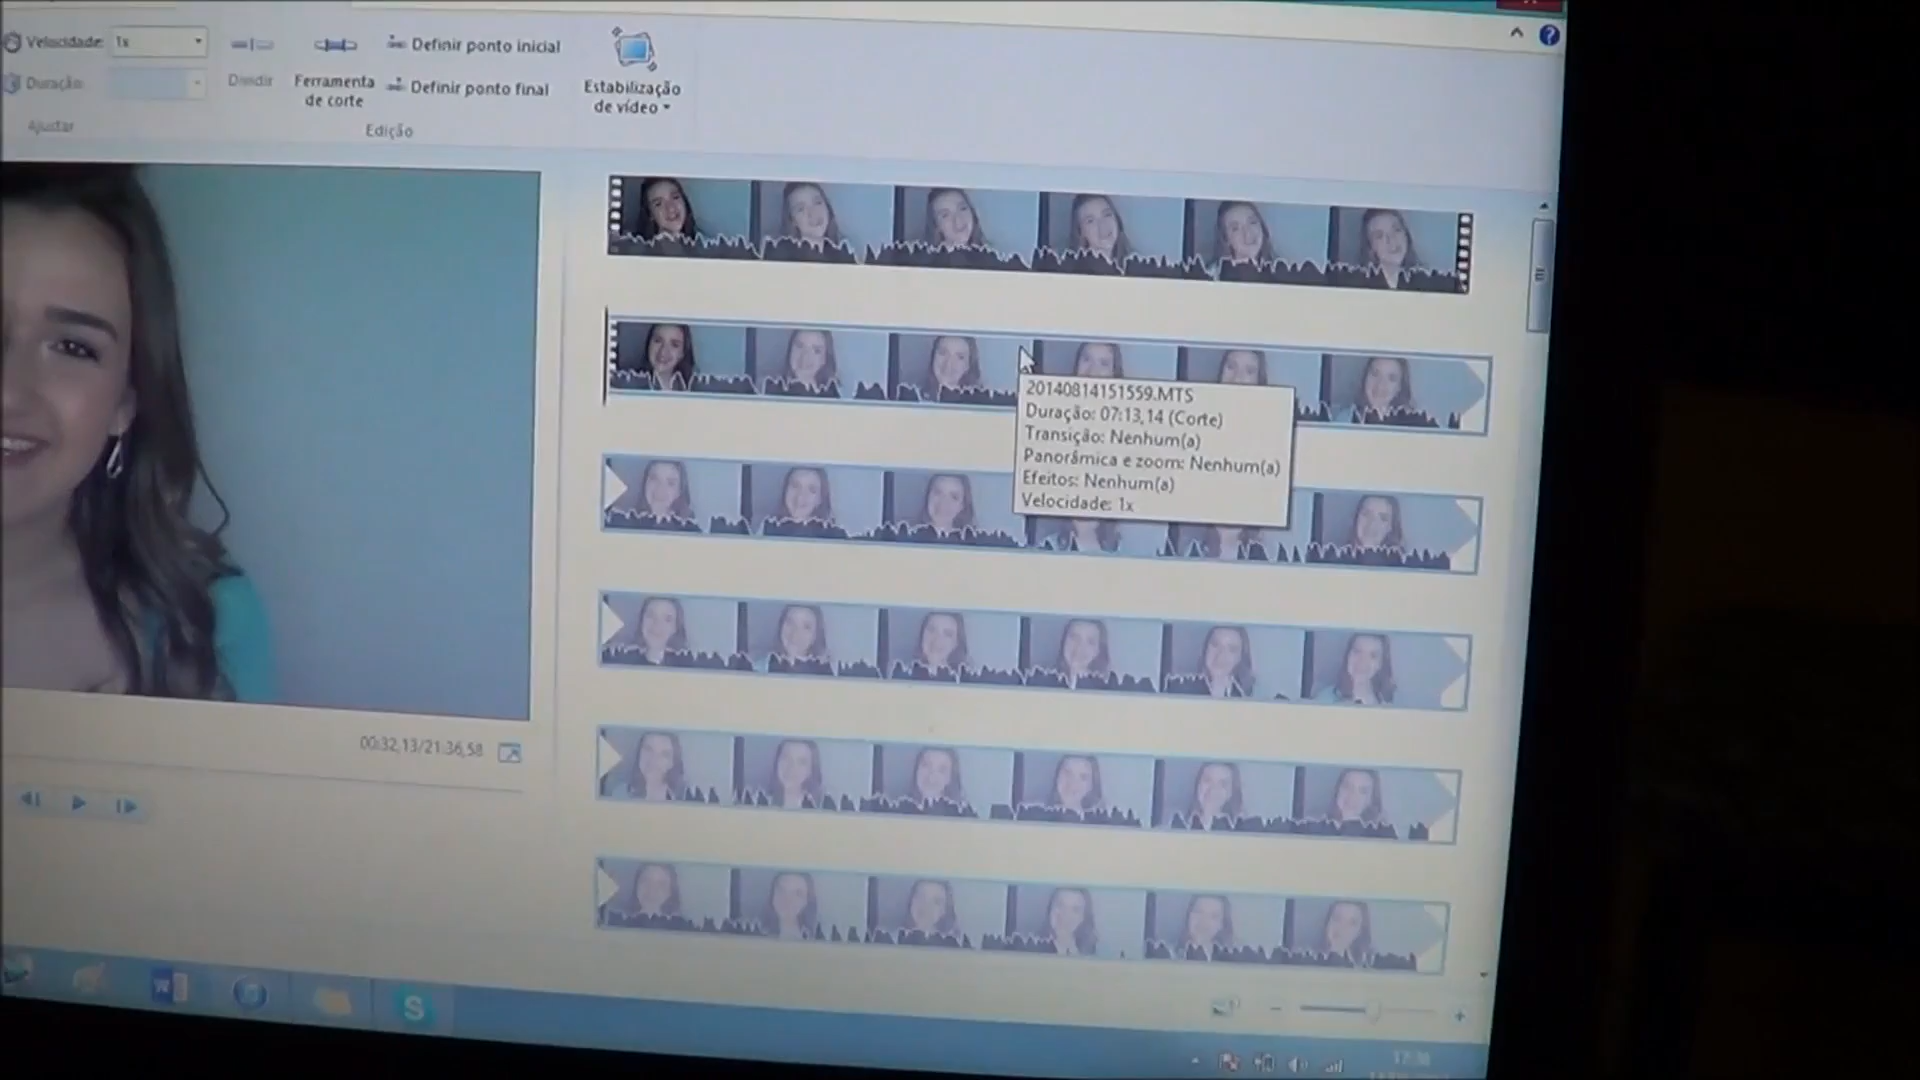 Velocidade: 1x
Duração:
Ajustar
Dividir
Ferramenta
de corte
Definir ponto inicial
Definir ponto final
Edição
Estabilização
de vídeo
20140814151559.MTS
Duração: 07:13,14 (Corte)
Transição: Nenhum(a)
Panorâmica e zoom: Nenhum(a)
Efeitos: Nenhum(a)
Velocidade: 1x
00:32,13/21:36,58